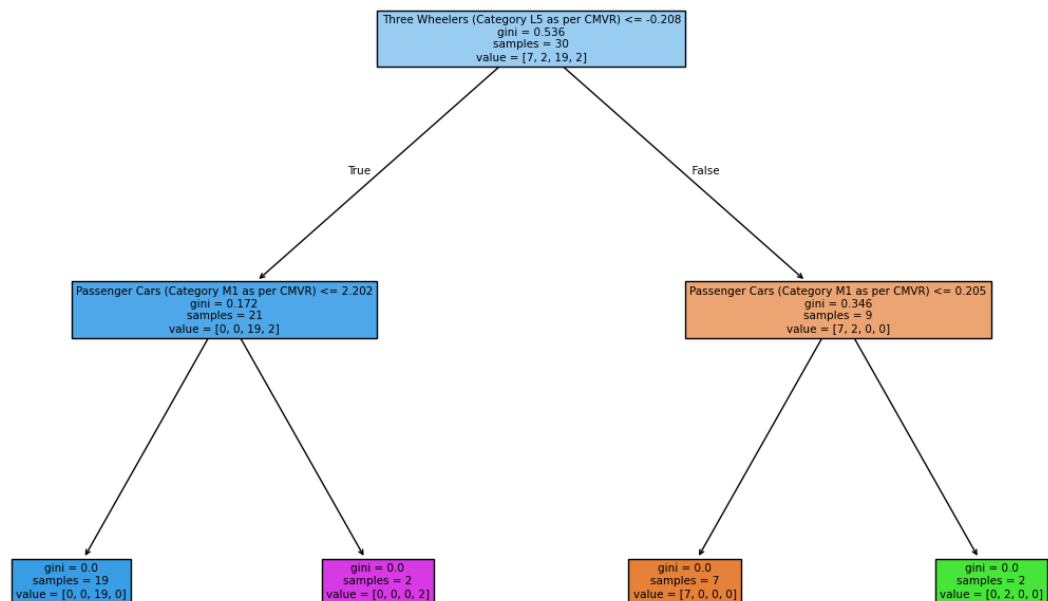 Three Wheelers (Category L5 as per CMVR) <= -0.208
gini = 0.536
samples = 30
value = [7, 2, 19, 2]
True
False
Passenger Cars (Category M1 as per CMVR) <= 2.202
gini = 0.172
samples = 21
value = [0, 0, 19, 2]
Passenger Cars (Category M1 as per CMVR) <= 0.205
gini = 0.346
samples = 9
value = [7, 2, 0, 0]
gini = 0.0
samples = 19
value = [0, 0, 19, 0]
gini = 0.0
samples = 2
value = [0, 0, 0, 2]
gini = 0.0
samples = 7
value = [7, 0, 0, 0]
gini = 0.0
samples = 2
value = [0, 2, 0, 0]